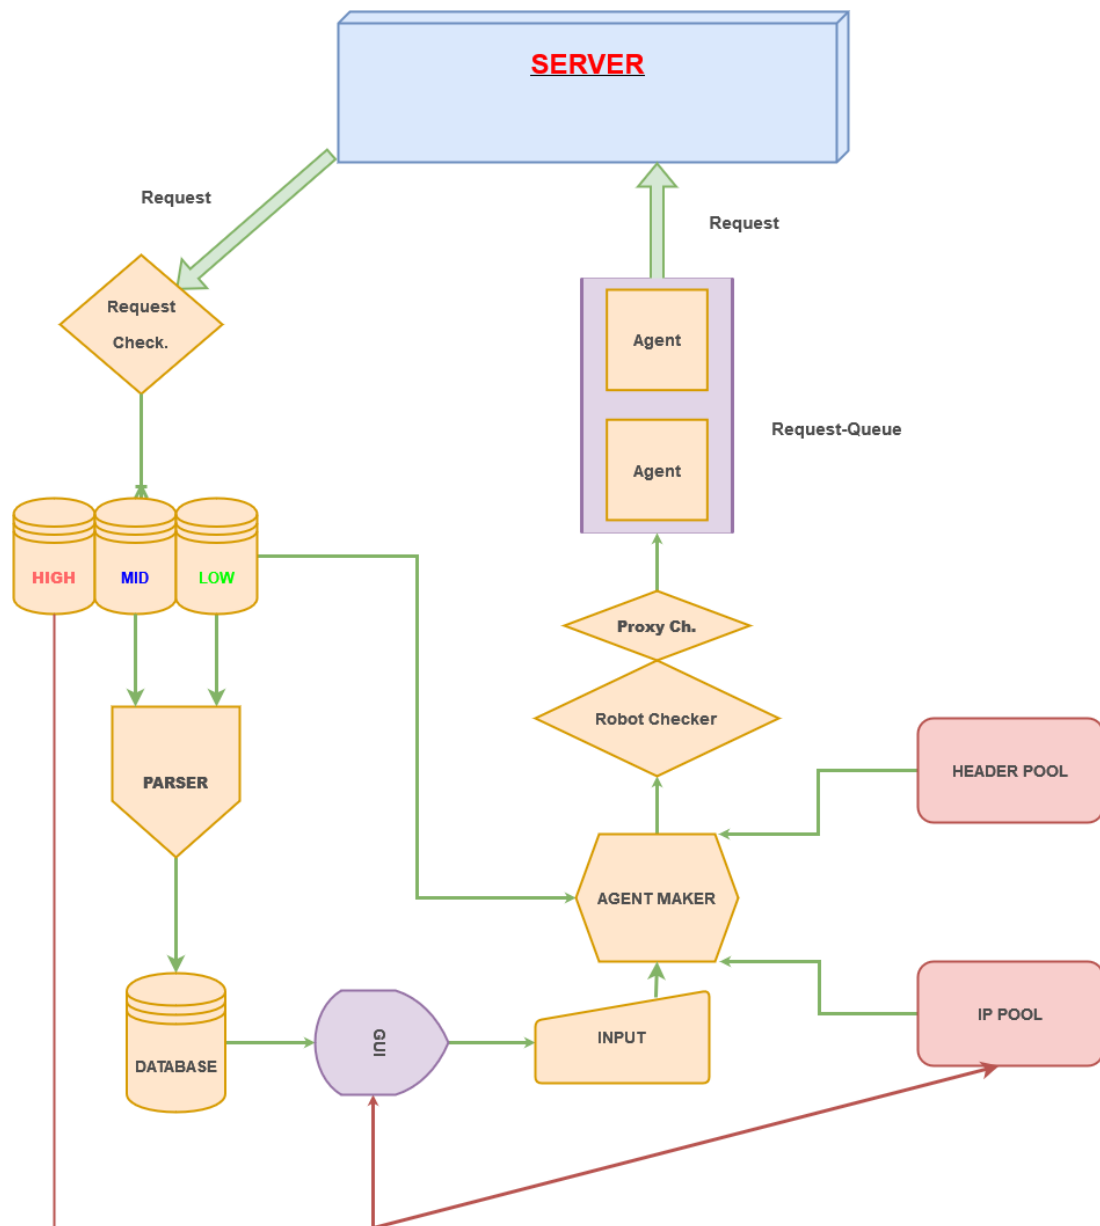 SERVER
Request
Request
Request
Check.
Agent
Agent
Request-Queue
HIGH
MID
LOW
Proxy Ch.
Robot Checker
PARSER
HEADER POOL
AGENT MAKER
IP POOL
INPUT
GUI
DATABASE